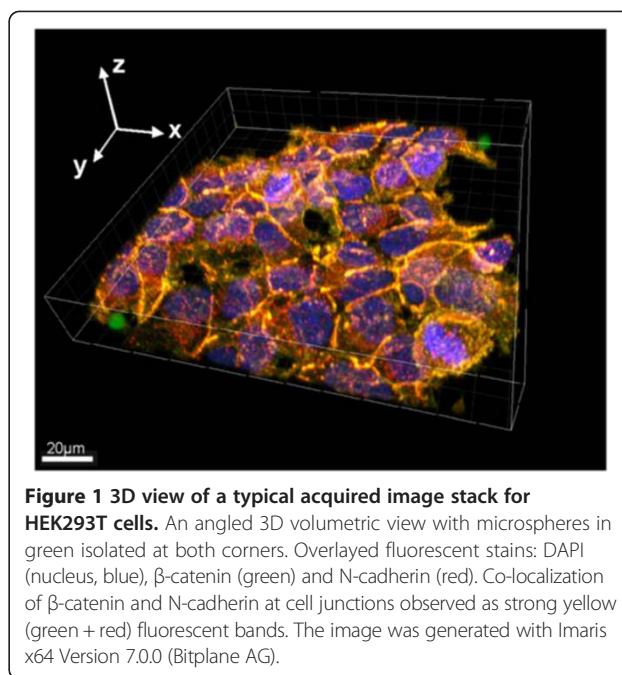 z
x
y
20µm
Figure 1 3D view of a typical acquired image stack for
HEK293T cells. An angled 3D volumetric view with microspheres in
green isolated at both corners. Overlayed fluorescent stains: DAPI
(nucleus, blue), β-catenin (green) and N-cadherin (red). Co-localization
of β-catenin and N-cadherin at cell junctions observed as strong yellow
(green + red) fluorescent bands. The image was generated with Imaris
x64 Version 7.0.0 (Bitplane AG).